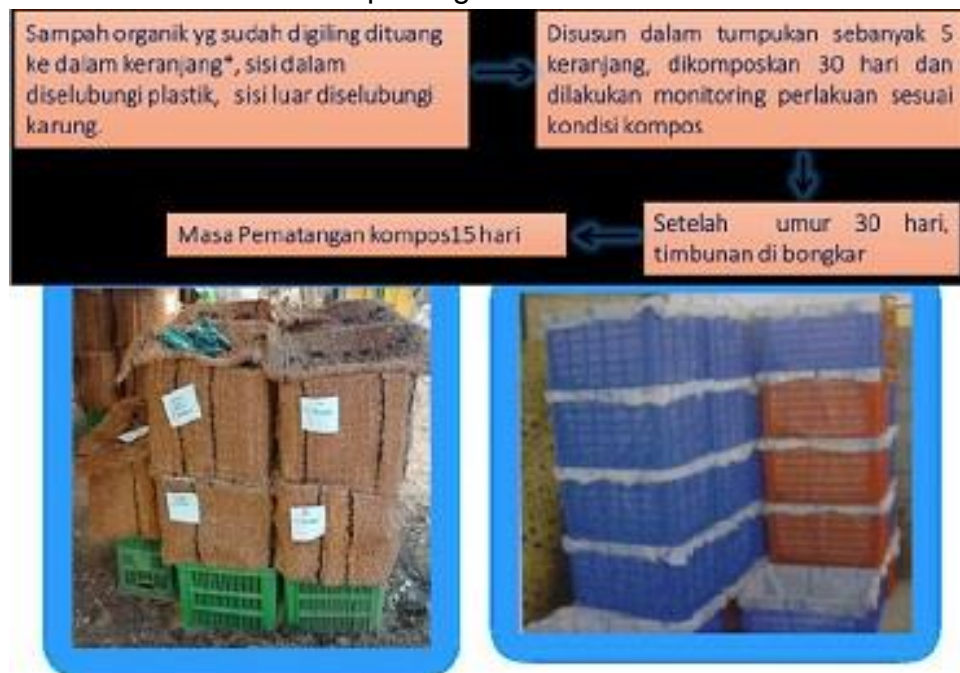 Sampah organik yg sudah digiling dituang
ke dalam keranjang*, sisi dalam
diselubungi plastik, sisi luar diselubungi
karung.
Disusun dalam tumpukan sebanyak 5
keranjang, dikomposkan 30 hari dan
dilakukan monitoring perlakuan sesuai
kondisi kompos
Setelah umur 30 hari,
timbunan di bongkar
Masa Pematangan kompos15 hari